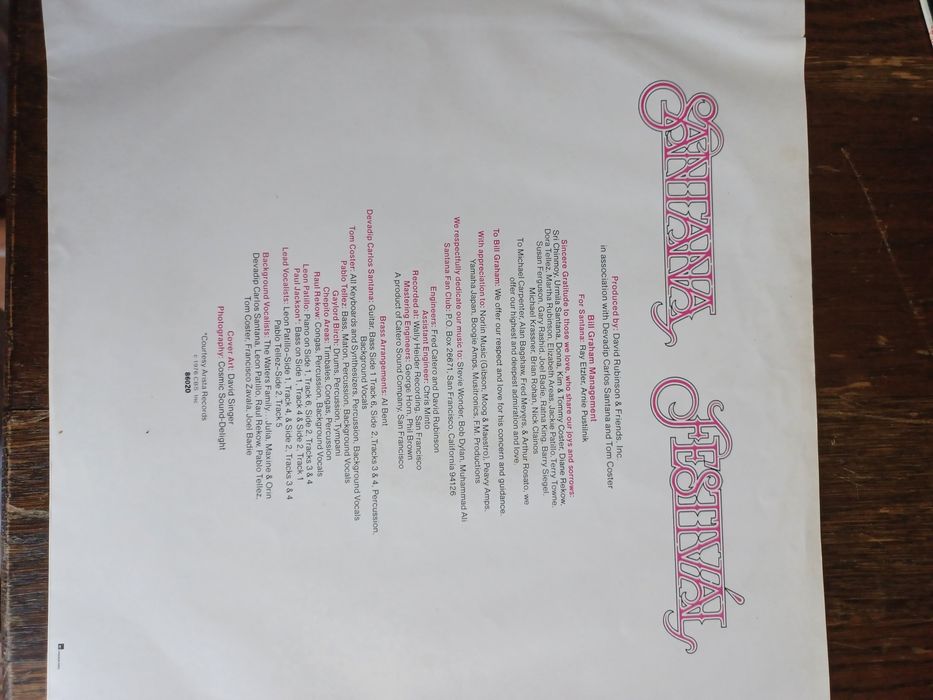 SANTANA FESTIVAL
Produced by: David Rubinson & Friends, Inc.
in association with Devadip Carlos Santana and Tom Coster
Bill Graham Management
For Santana: Ray Etzler, Arnie Pustilnik
Sincere Gratitude to those we love, who share our joys and sorrows:
Sri Chinmoy, Urmila Santana, Donna, Kim & Tommy Coster, Diane Rekow,
Dora Tellez, Martha Robinson, Elizabeth Areas, Jackie Patillo, Terry Towne,
Susan Ferguson, Gary Rashid, Joel Badie, Ratna King, Barry Siegel,
Michael Plessner, Brian Rohan, Nick Clainos
To Michael Carpenter, Alan Bagdsaw, Fred Meyers, & Arthur Rosato, we
offer our highest and deepest admiration and love.
To Bill Graham: We offer our respect and love for his concern and guidance.
With appreciation to: Norlin Music (Gibson, Moog & Maestro), Peavy Amps,
Yamaha Japan, Boogie Amps, Musitronics, F.M. Productions
We respectfully dedicate our music to: Stevie Wonder, Bob Dylan, Muhammad Ali
Santana Fan Club: P.O. Box 26671, San Francisco, California 94126
Engineers: Fred Catero and David Rubinson
Assistant Engineer: Chris Minto
Recorded at: Wally Heider Recording, San Francisco
Mastering Engineers: George Horn, Phil Brown
A product of Catero Sound Company, San Francisco
Brass Arrangements: Al Bent
Devadip Carlos Santana: Guitar, Bass Side 1 Track 6, Side 2, Tracks 3 & 4, Percussion,
Background Vocals
Tom Coster: All Keyboards and Synthesizers, Percussion, Background Vocals
Pablo Tellez: Bass, Maton, Percussion, Background Vocals
Gaylord Birch: Drums, Percussion, Tympani
Chepito Areas: Timbales, Congas, Percussion
Raul Rekow: Congas, Percussion, Background Vocals
Leon Patillo: Piano on Side 1, Track 6, Side 2, Tracks 3 & 4
Paul Jackson*: Bass on Side 1, Track 4 & Side 2, Track 1
Lead Vocalists: Leon Patillo–Side 1, Track 4, & Side 2, Tracks 3 & 4
Pablo Tellez–Side 2, Track 5
Background Vocalists: The Waters Family, Julia, Maxine & Orin
Devadip Carlos Santana, Leon Patillo, Raul Rekow, Pablo Tellez,
Tom Coster, Francisco Zavala, Joel Badie
Cover Art: David Singer
Photography: Cosmic Sound-Delight
*Courtesy Arista Records
© 1976 CBS, Inc.
86020